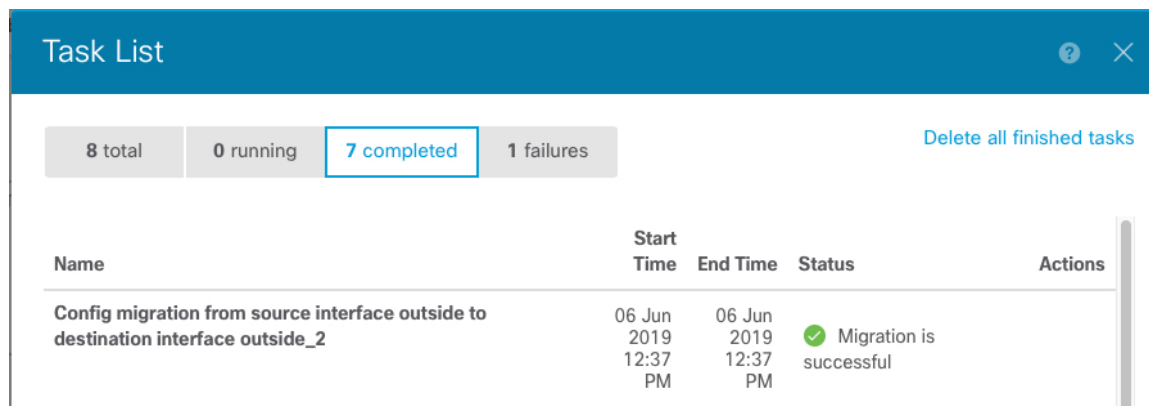 Task List
8 total 0 running 7 completed 1 failures
Delete all finished tasks
Name Start Time End Time Status Actions
Config migration from source interface outside to
destination interface outside_2
06 Jun
2019
12:37
PM
06 Jun
2019
12:37
PM
Migration is
successful